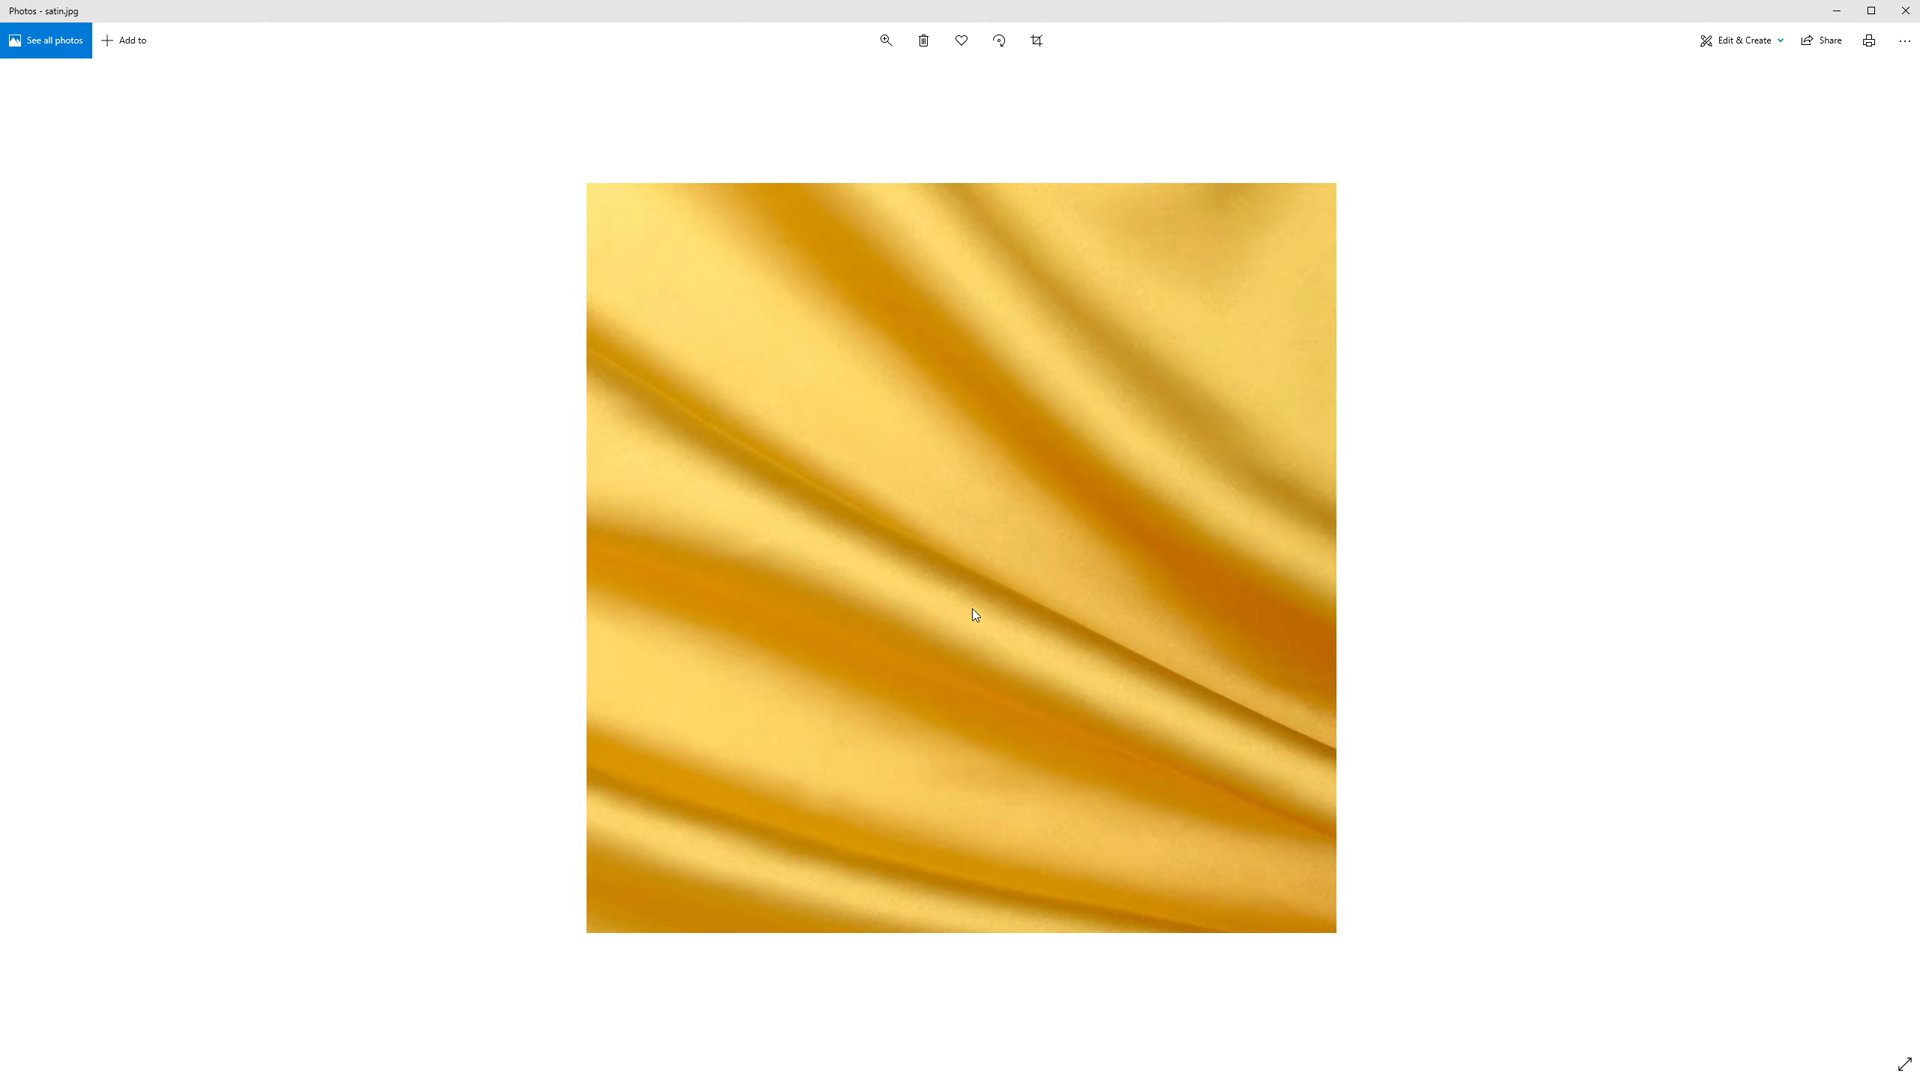 Photos - satin.jpg
See all photos
Add to
Edit & Create
Share